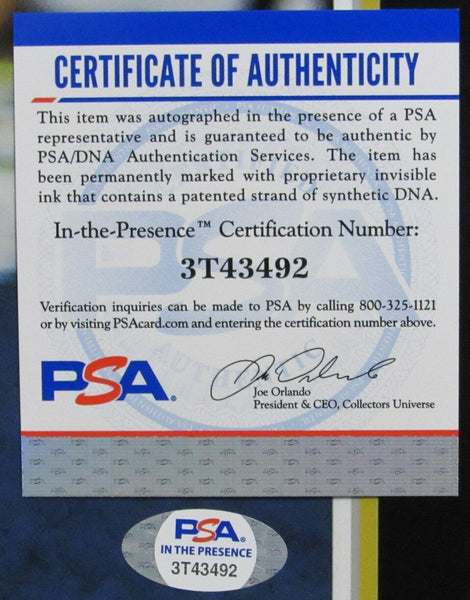 CERTIFICATE OF AUTHENTICITY
This item was autographed in the presence of a PSA
representative and is guaranteed to be authentic by
PSA/DNA Authentication Services. The item has
been permanently marked with proprietary invisible
ink that contains a patented strand of synthetic DNA.
In-the-Presence™ Certification Number:
3T43492
Verification inquiries can be made to PSA by calling 800-325-1121
or by visiting PSAcard.com and entering the certification number above.
PSA.
Joe Orlando
President & CEO, Collectors Universe
PSA
IN THE PRESENCE
3T43492